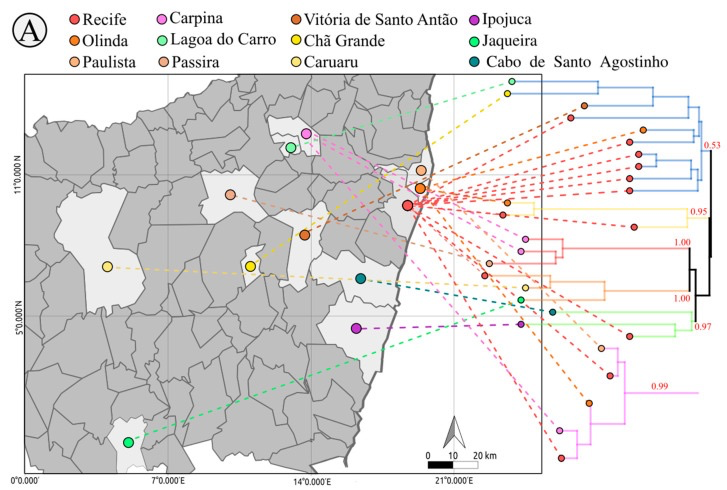 A
Recife Carpina Vitória de Santo Antão Ipojuca
Olinda Lagoa do Carro Chã Grande Jaqueira
Paulista Passira Caruaru Cabo de Santo Agostinho
0.53
11°0.000 N
0.95
1.00
1.00
5°0.000 N
0.97
0.99
0 10 20 km
0°0.000' 7°0.000'E 14°0.000'E 21°0.000'E